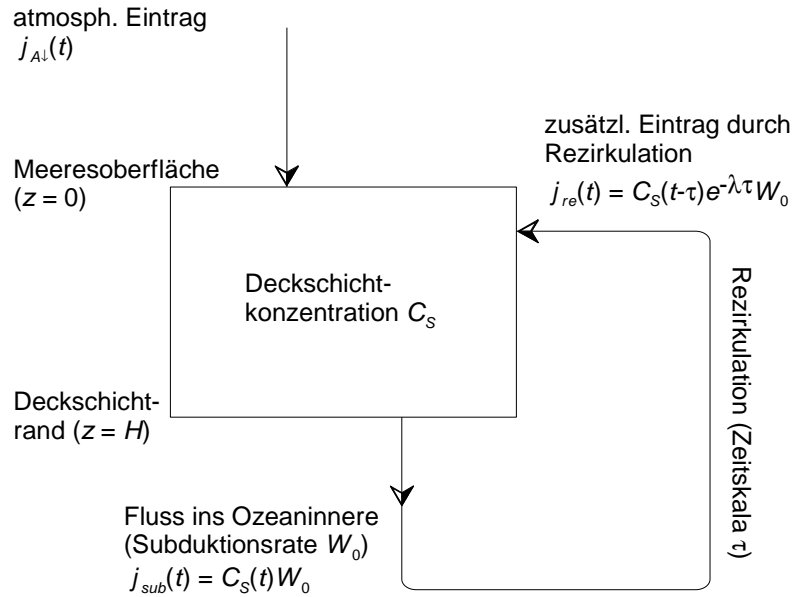 atmosph. Eintrag
j_A↓(t)
zusätzl. Eintrag durch
Rezirkulation
j_re(t) = C_S(t-τ)e^-λτ W_0
Meeresoberfläche
(z = 0)
Deckschicht-
konzentration C_S
Rezirkulation (Zeitskala τ)
Deckschicht-
rand (z = H)
Fluss ins Ozeaninnere
(Subduktionsrate W_0)
j_sub(t) = C_S(t)W_0